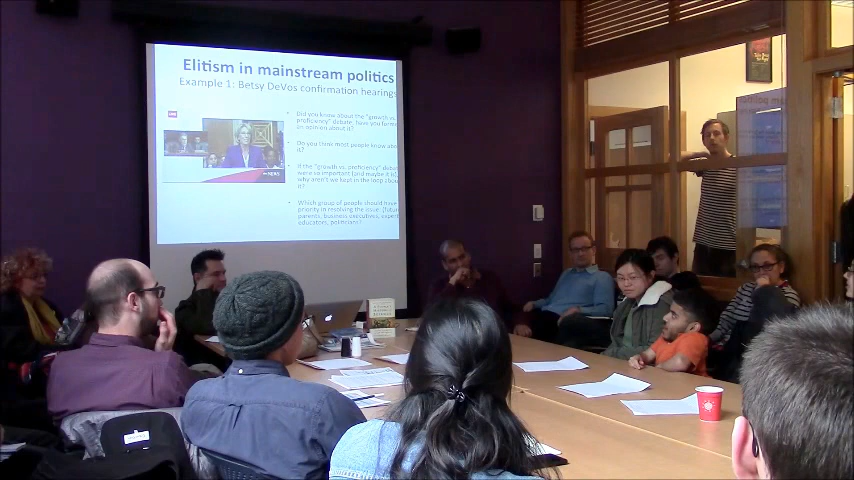 Elitism in mainstream politics
Example 1: Betsy DeVos confirmation hearings
Did you know about the "growth vs.
proficiency" debate, have you formed
an opinion about it?
Do you think most people know about
it?
If the "growth vs. proficiency" debate
were so important (and maybe it is),
why aren't we kept in the loop about
it?
Which group of people should have
priority in resolving the issue: (future)
parents, business executives, expert
educators, politicians?
NEWS